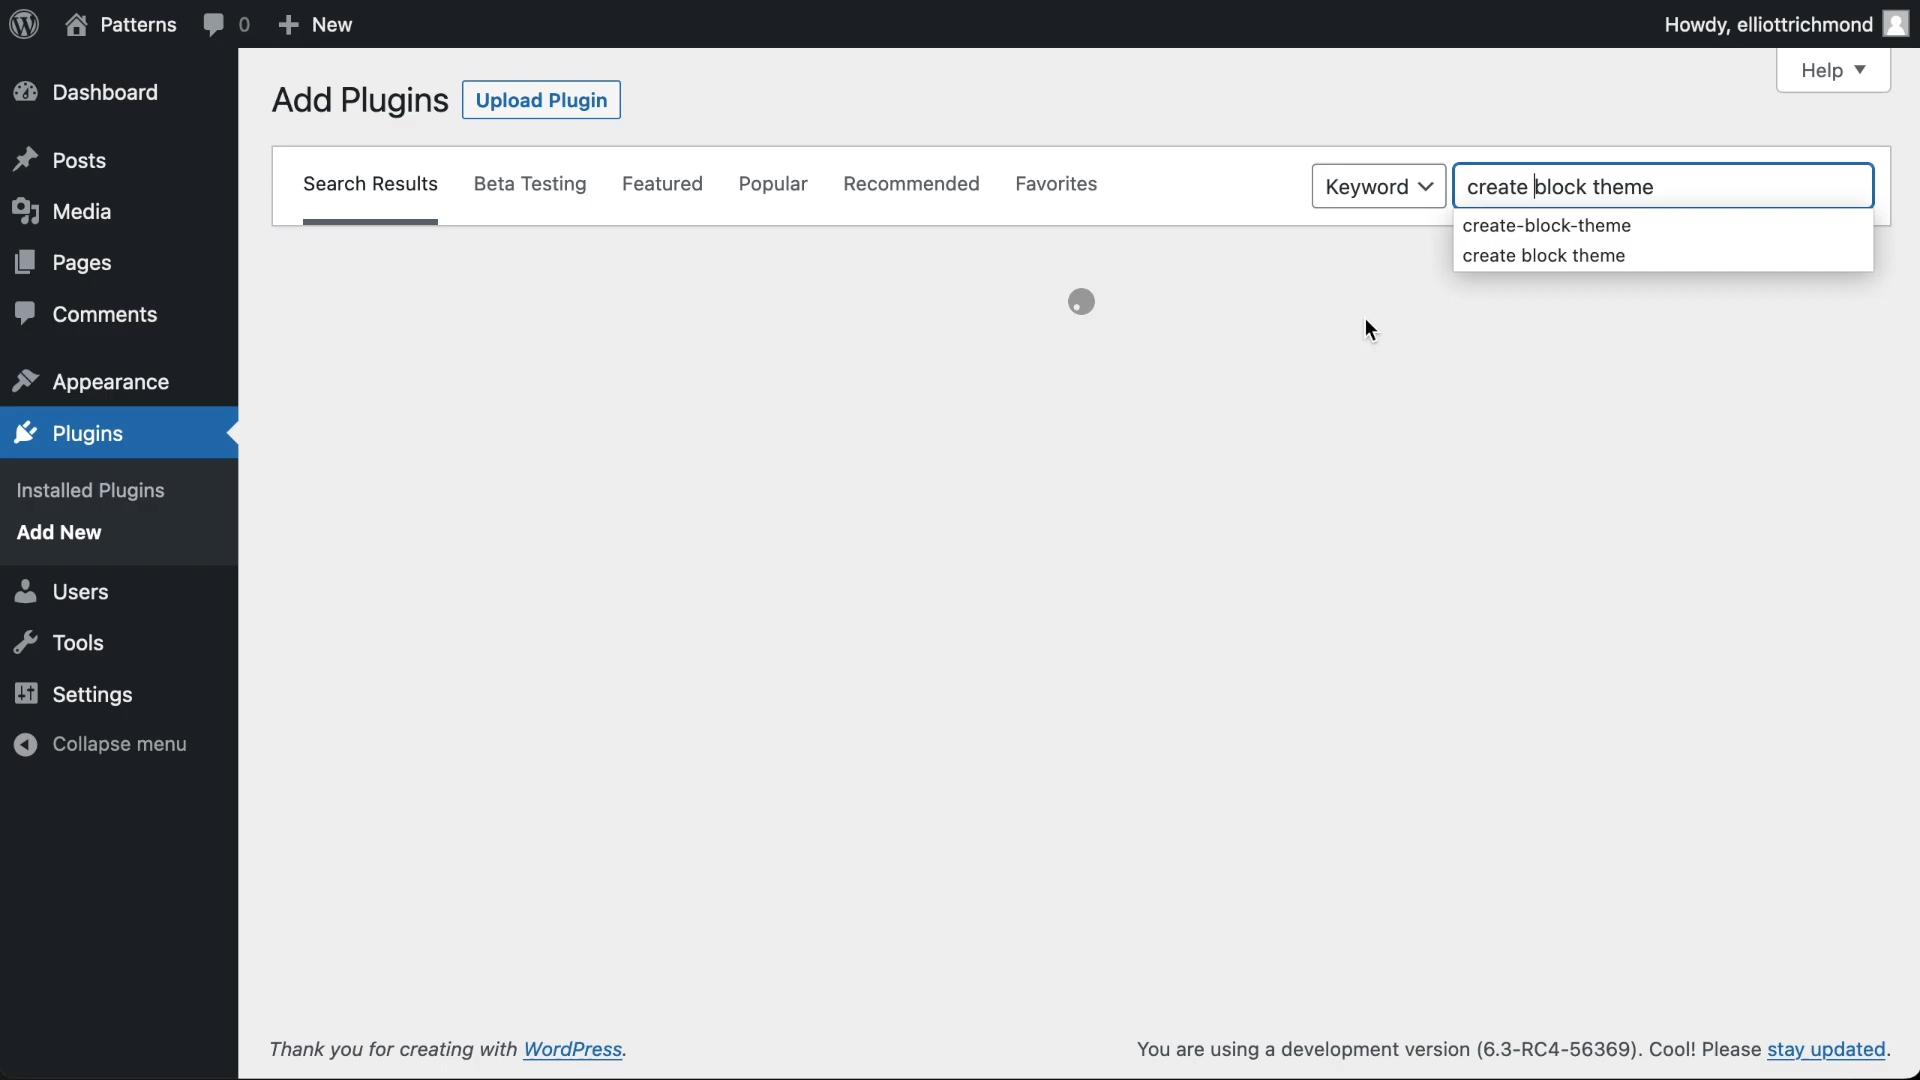 Patterns
0
New
Howdy, elliottrichmond
Help
Dashboard
Posts
Media
Pages
Comments
Appearance
Plugins
Installed Plugins
Add New
Users
Tools
Settings
Collapse menu
Add Plugins
Upload Plugin
Search Results
Beta Testing
Featured
Popular
Recommended
Favorites
Keyword
create block theme
create-block-theme
create block theme
Thank you for creating with WordPress.
You are using a development version (6.3-RC4-56369). Cool! Please stay updated.